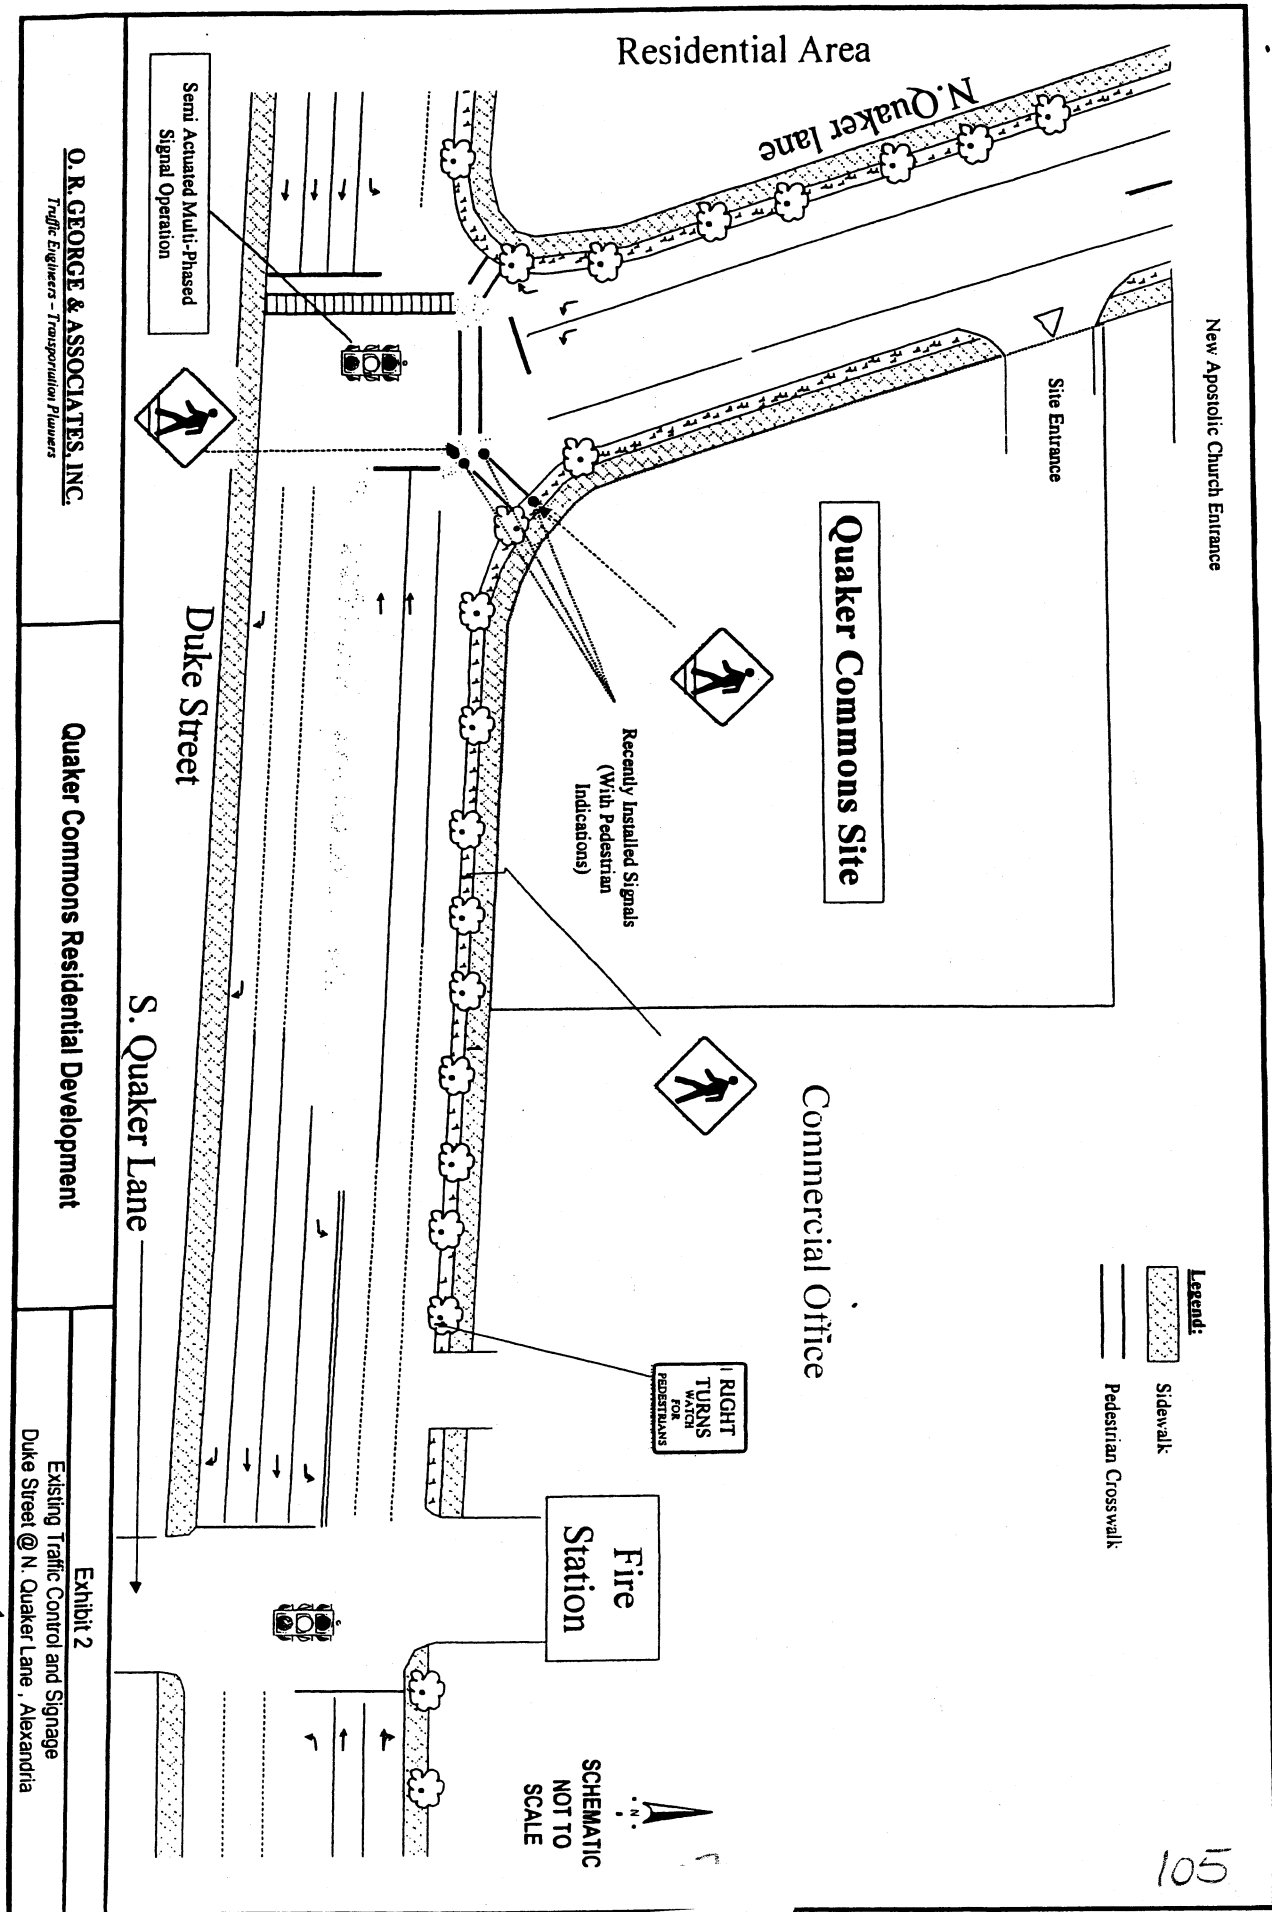 Residential Area
N.Quaker lane
New Apostolic Church Entrance
Site Entrance
Semi Actuated Multi-Phased
Signal Operation
Quaker Commons Site
Recently Installed Signals
(With Pedestrian
Indications)
Duke Street
S. Quaker Lane
Commercial Office
Legend:
Sidewalk
Pedestrian Crosswalk
RIGHT
TURNS
WATCH
FOR
PEDESTRIANS
Fire
Station
N
SCHEMATIC
NOT TO
SCALE
105
O. R. GEORGE & ASSOCIATES, INC.
Traffic Engineers - Transportation Planners
Quaker Commons Residential Development
Exhibit 2
Existing Traffic Control and Signage
Duke Street @ N. Quaker Lane , Alexandria